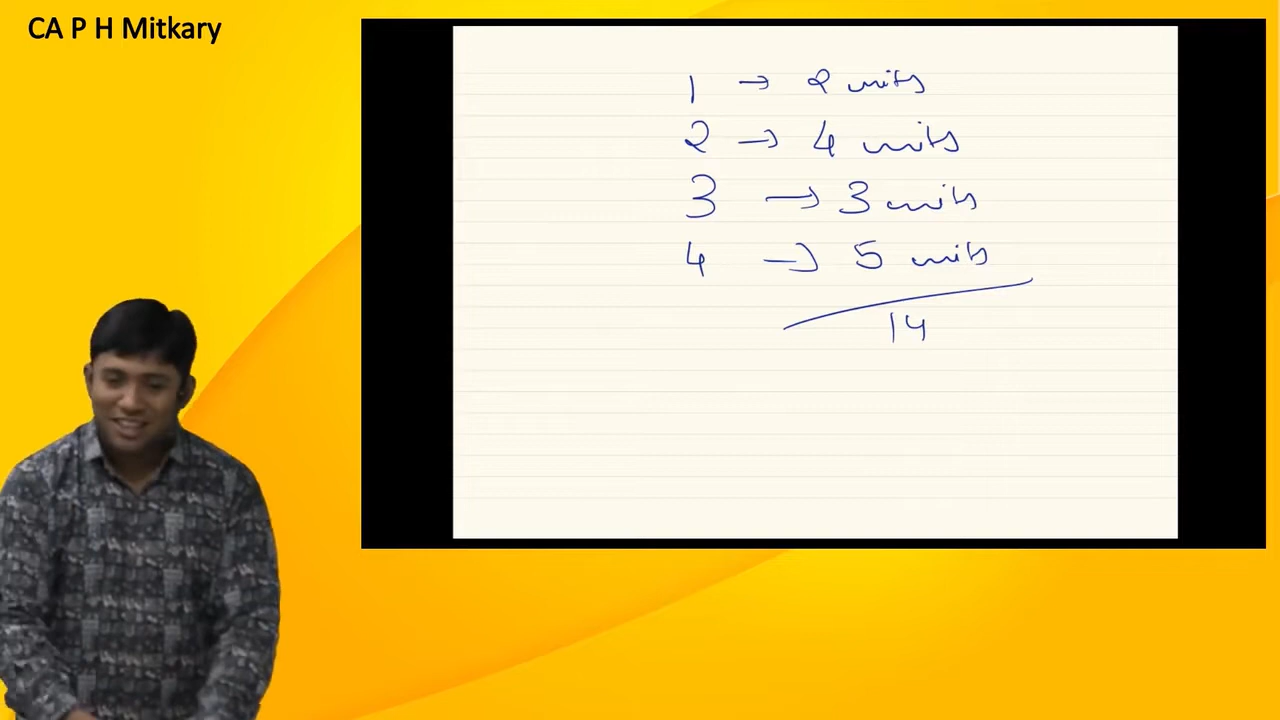 CA P H Mitkary
1 → 2 units
2 → 4 units
3 → 3 units
4 → 5 units
14